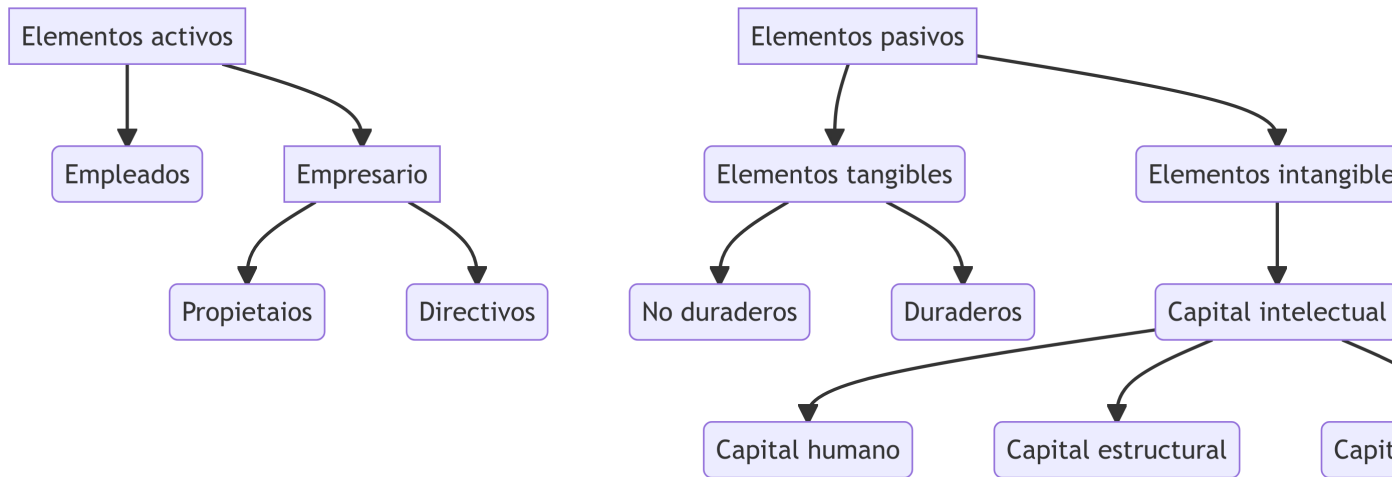 Elementos activos
Elementos pasivos
Empleados
Empresario
Elementos tangibles
Elementos intangible
Propietaios
Directivos
No duraderos
Duraderos
Capital intelectual
Capital humano
Capital estructural
Capit